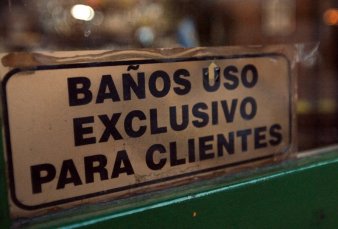 BAÑOS USO
EXCLUSIVO
PARA CLIENTES